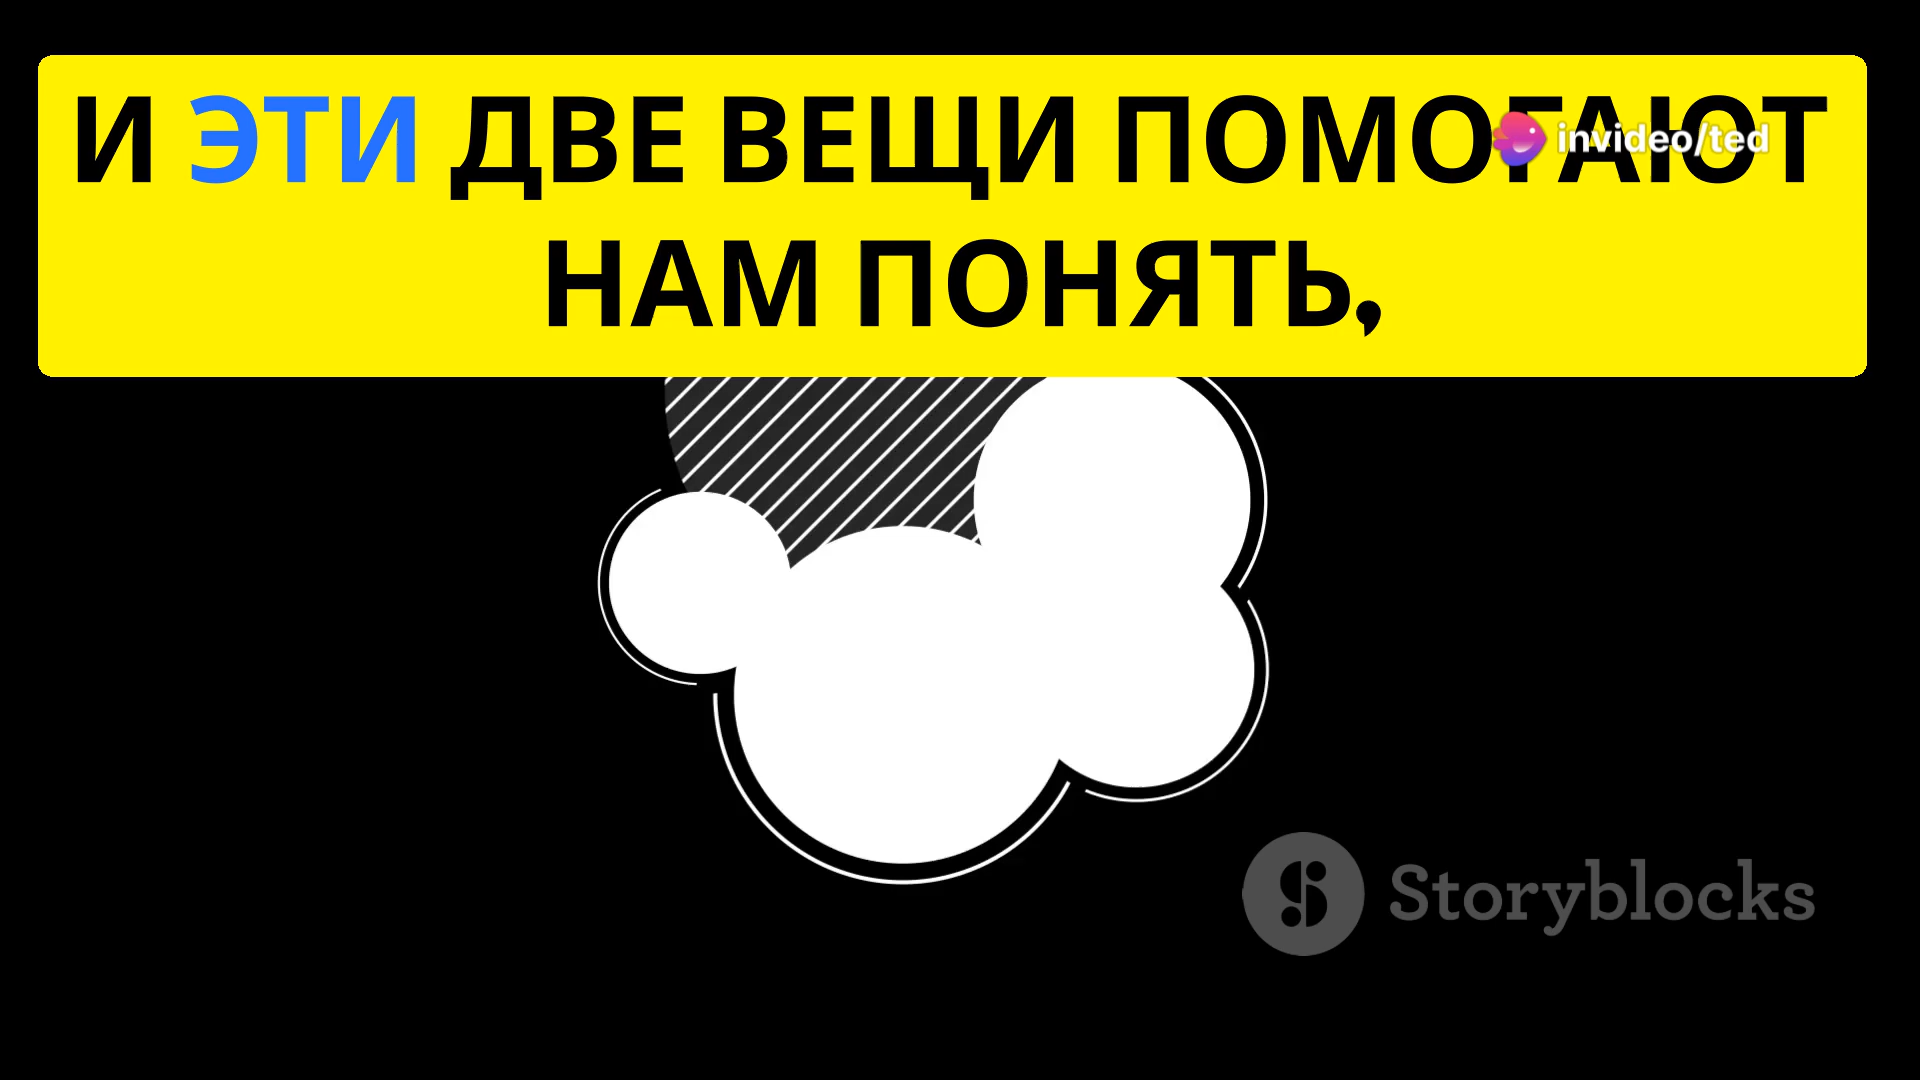 И ЭТИ ДВЕ ВЕЩИ ПОМОГАЮТ
invideo/ted
НАМ ПОНЯТЬ,
Storyblocks